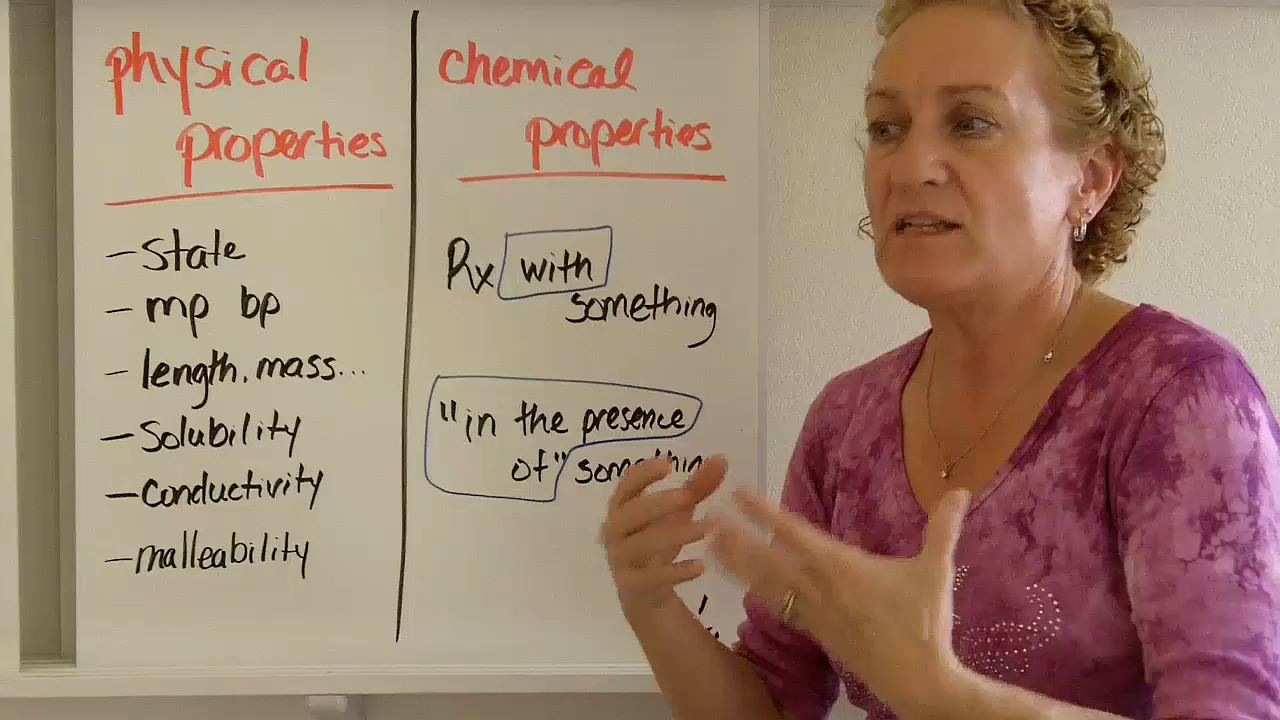 physical
properties
- state
- mp bp
- length, mass...
- Solubility
- Conductivity
- malleability
chemical
properties
Rx with
something
"in the presence
of"